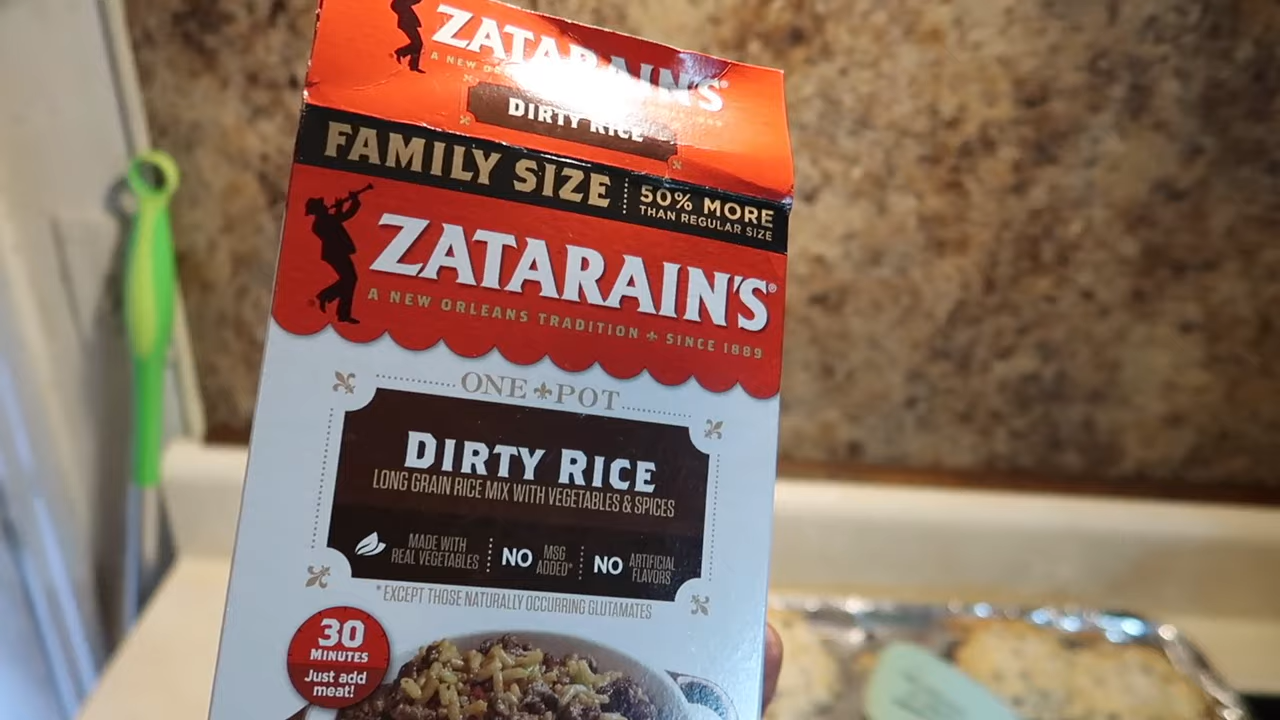 ZATARAIN'S®
A NEW OR
DIRTY RICE
FAMILY SIZE
50% MORE
THAN REGULAR SIZE
ZATARAIN'S®
A NEW ORLEANS TRADITION SINCE 1889
ONE POT
DIRTY RICE
LONG GRAIN RICE MIX WITH VEGETABLES & SPICES
MADE WITH
REAL VEGETABLES
NO MSG
ADDED*
NO ARTIFICIAL
FLAVORS
*EXCEPT THOSE NATURALLY OCCURRING GLUTAMATES
30
MINUTES
Just add
meat!